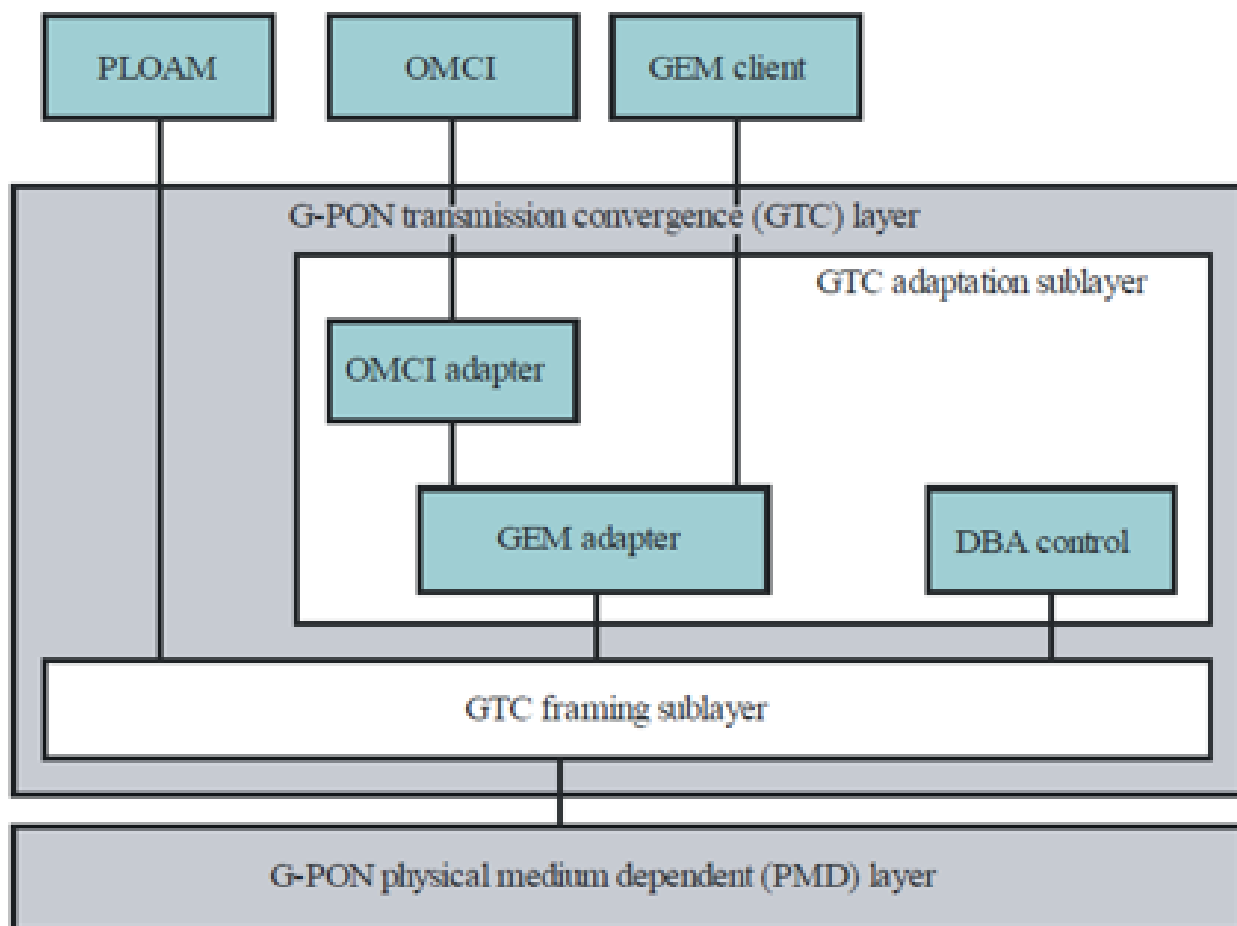 PLOAM
OMCI
GEM client
G-PON transmission convergence (GTC) layer
GTC adaptation sublayer
OMCI adapter
GEM adapter
DBA control
GTC framing sublayer
G-PON physical medium dependent (PMD) layer